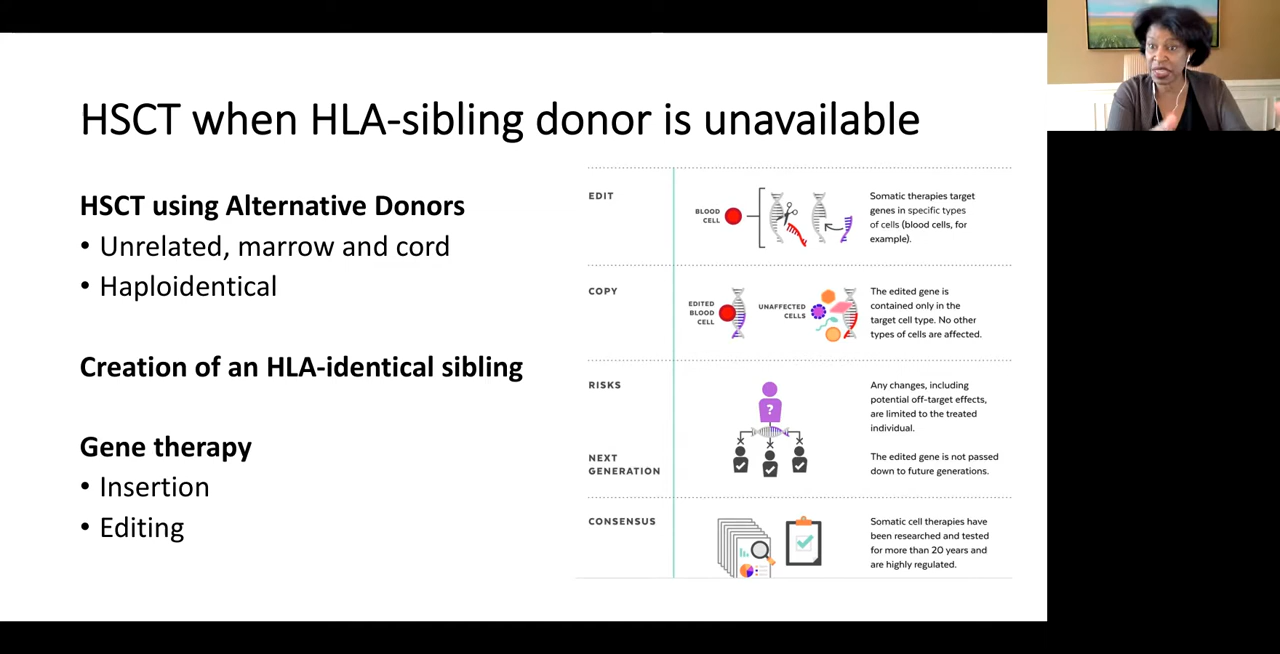 HSCT when HLA-sibling donor is unavailable
HSCT using Alternative Donors
• Unrelated, marrow and cord
• Haploidentical
Creation of an HLA-identical sibling
Gene therapy
• Insertion
• Editing
EDIT
BLOOD
CELL
Somatic therapies target
genes in specific types
of cells (blood cells, for
example).
COPY
EDITED
BLOOD
CELL
UNAFFECTED
CELLS
The edited gene is
contained only in the
target cell type. No other
types of cells are affected.
RISKS
?
Any changes, including
potential off-target effects,
are limited to the treated
individual.
NEXT
GENERATION
The edited gene is not passed
down to future generations.
CONSENSUS
Somatic cell therapies have
been researched and tested
for more than 20 years and
are highly regulated.